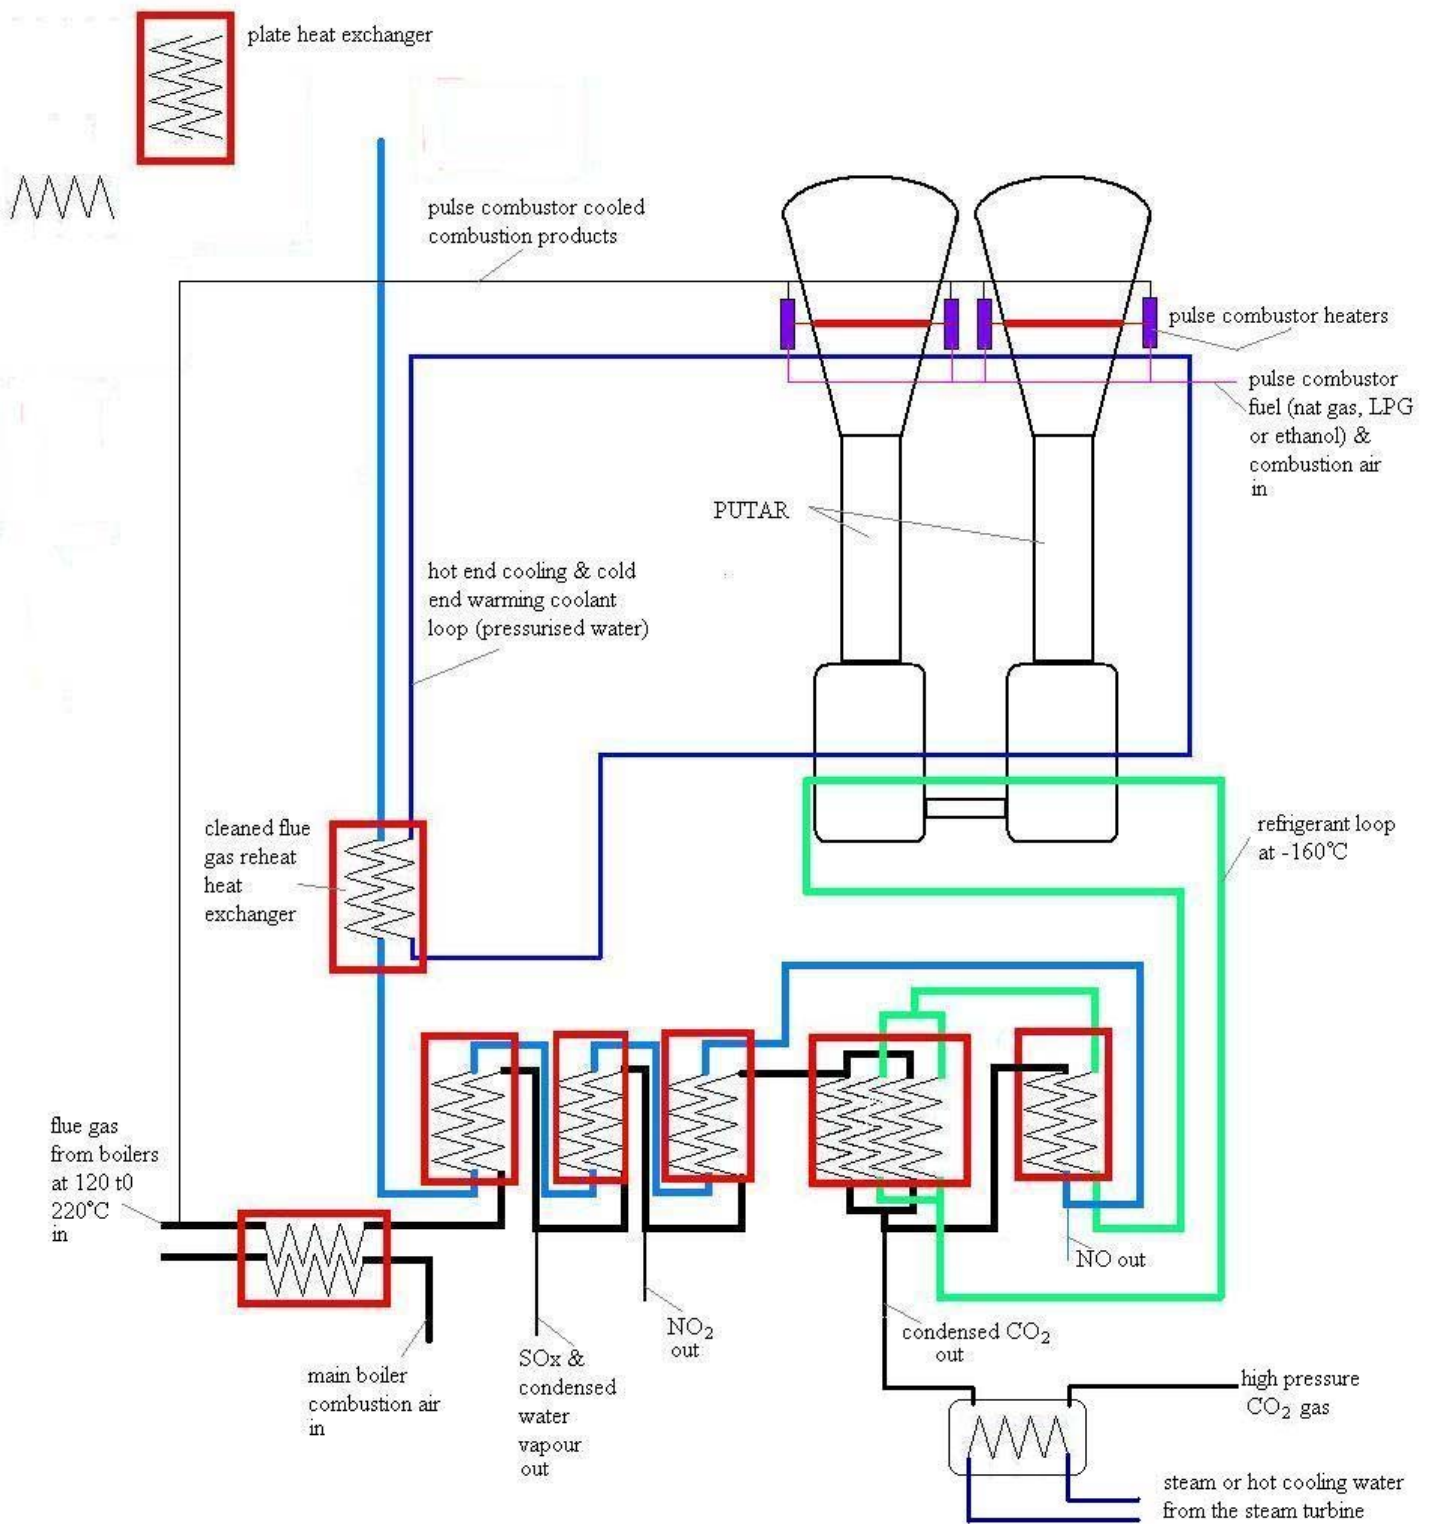 plate heat exchanger
pulse combustor cooled
combustion products
pulse combustor heaters
pulse combustor
fuel (nat gas, LPG
or ethanol) &
combustion air
in
PUTAR
hot end cooling & cold
end warming coolant
loop (pressurised water)
cleaned flue
gas reheat
heat
exchanger
refrigerant loop
at -160°C
flue gas
from boilers
at 120 t0
220°C
in
NO out
NO₂
out
condensed CO₂
out
SOx &
condensed
water
vapour
out
main boiler
combustion air
in
high pressure
CO₂ gas
steam or hot cooling water
from the steam turbine